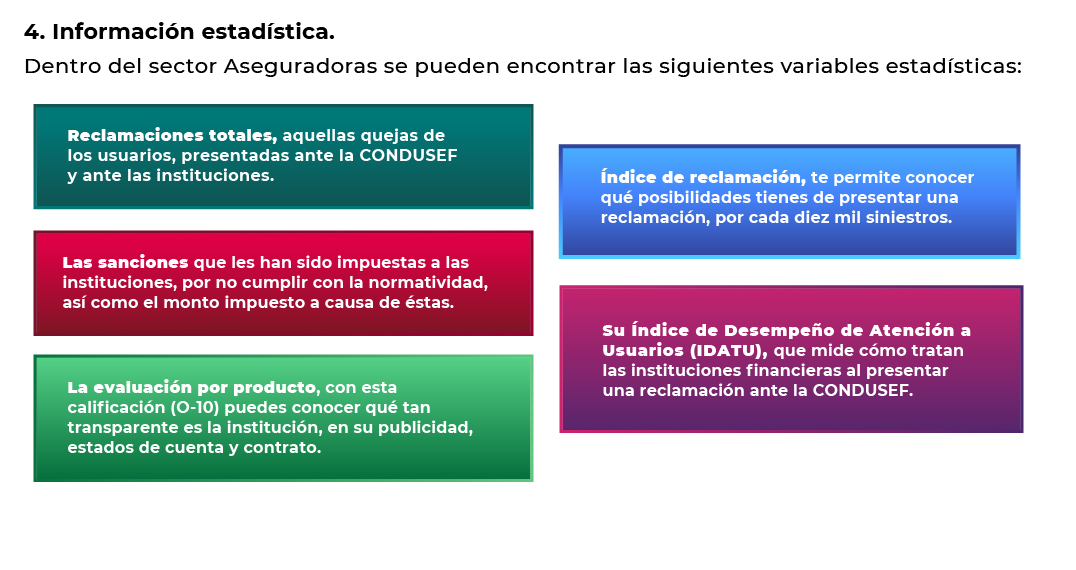 4. Información estadística.
Dentro del sector Aseguradoras se pueden encontrar las siguientes variables estadísticas:
Reclamaciones totales, aquellas quejas de
los usuarios, presentadas ante la CONDUSEF
y ante las instituciones.
Las sanciones que les han sido impuestas a las
instituciones, por no cumplir con la normatividad,
así como el monto impuesto a causa de éstas.
La evaluación por producto, con esta
calificación (O-10) puedes conocer qué tan
transparente es la institución, en su publicidad,
estados de cuenta y contrato.
Índice de reclamación, te permite conocer
qué posibilidades tienes de presentar una
reclamación, por cada diez mil siniestros.
Su Índice de Desempeño de Atención a
Usuarios (IDATU), que mide cómo tratan
las instituciones financieras al presentar
una reclamación ante la CONDUSEF.